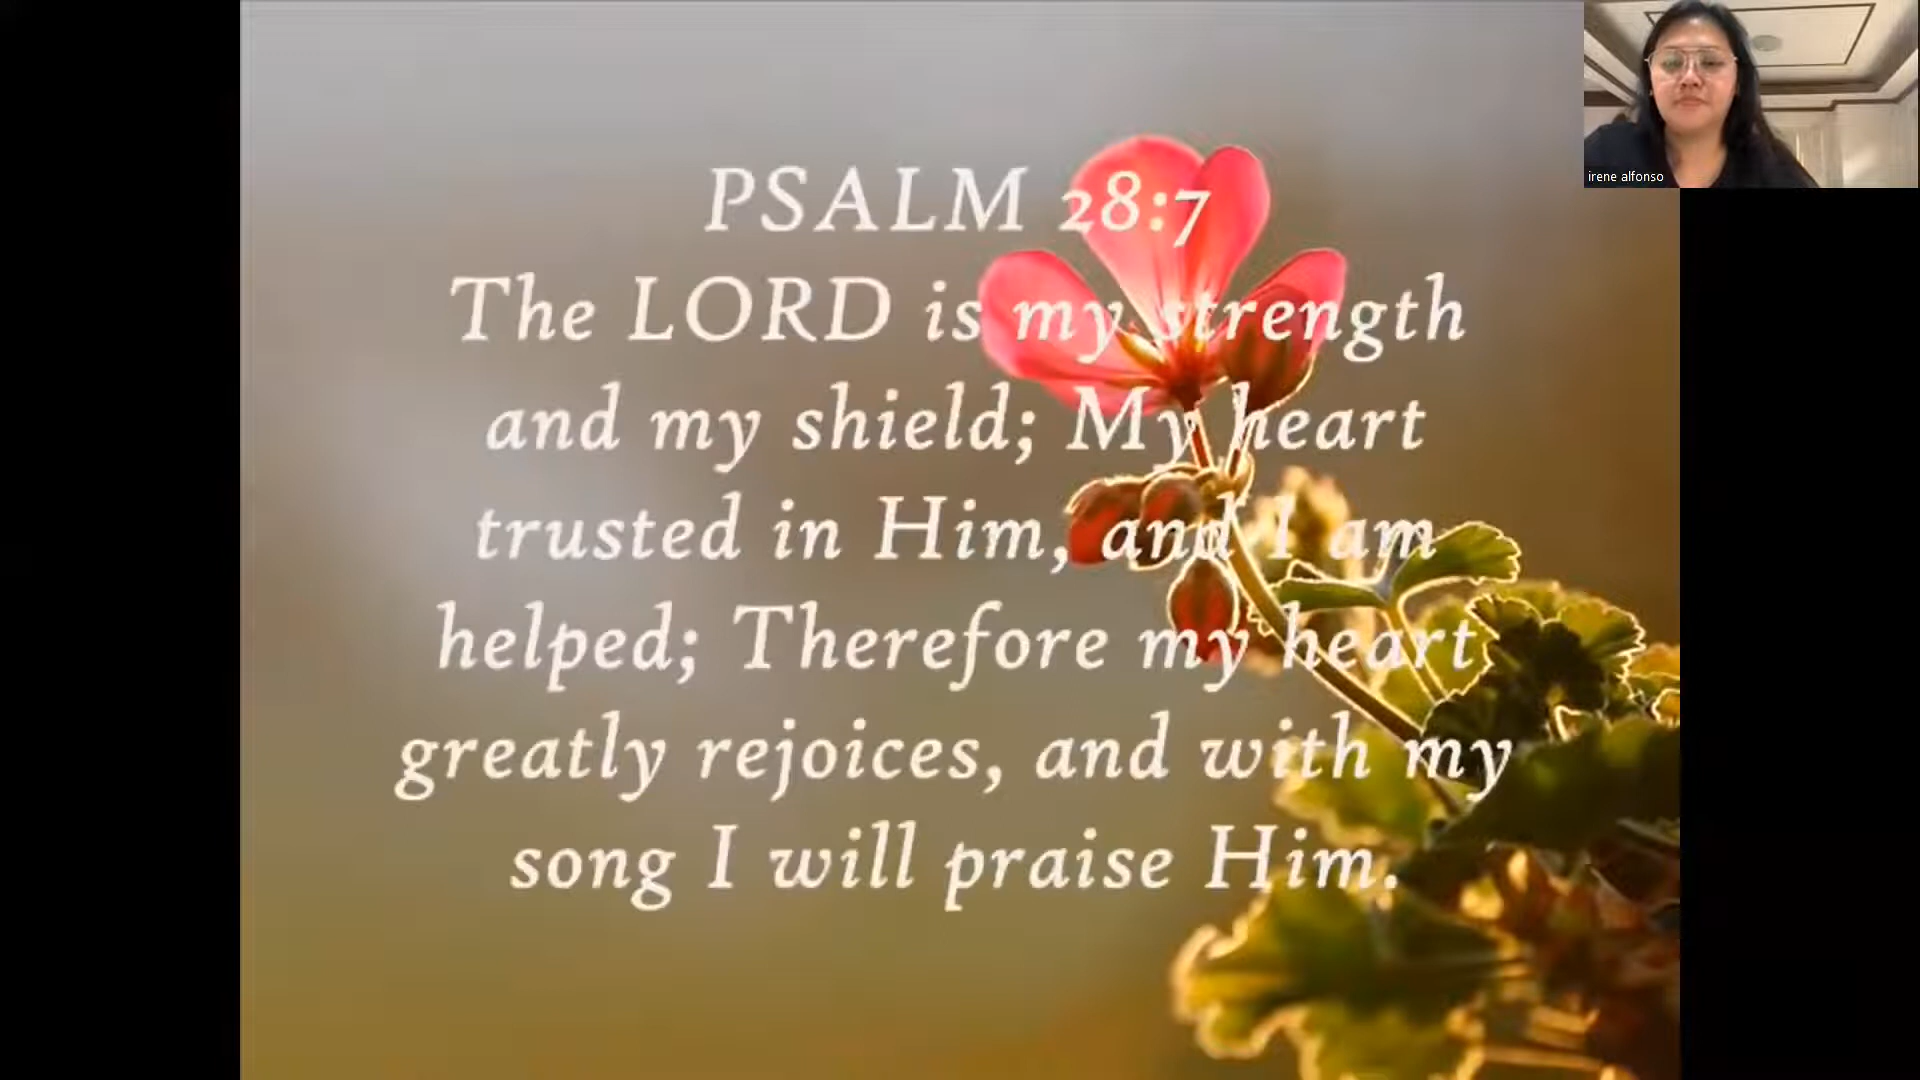 PSALM 28:7
The LORD is my strength
and my shield; My heart
trusted in Him, and I am
helped; Therefore my heart
greatly rejoices, and with my
song I will praise Him.
irene alfonso